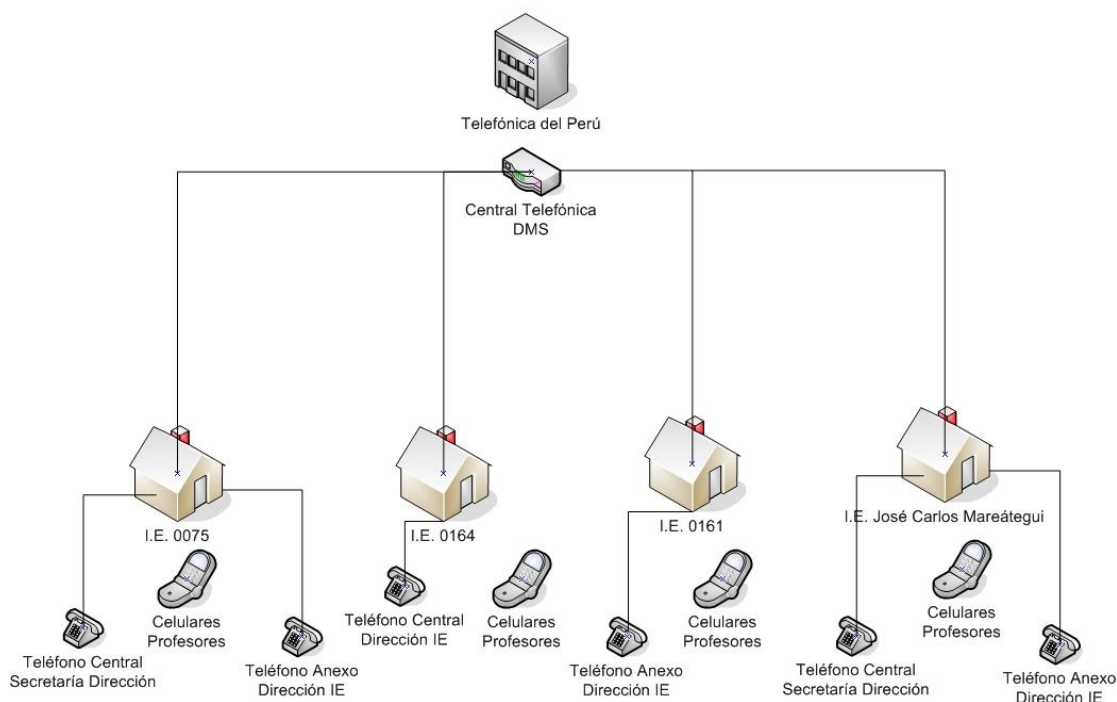 Telefónica del Perú
Central Telefónica
DMS
I.E. 0075
I.E. 0164
I.E. 0161
I.E. José Carlos Mareátegui
Celulares
Profesores
Teléfono Central
Secretaría Dirección
Teléfono Anexo
Dirección IE
Teléfono Central
Dirección IE
Celulares
Profesores
Teléfono Anexo
Dirección IE
Celulares
Profesores
Teléfono Central
Secretaría Dirección
Celulares
Profesores
Teléfono Anexo
Dirección IE